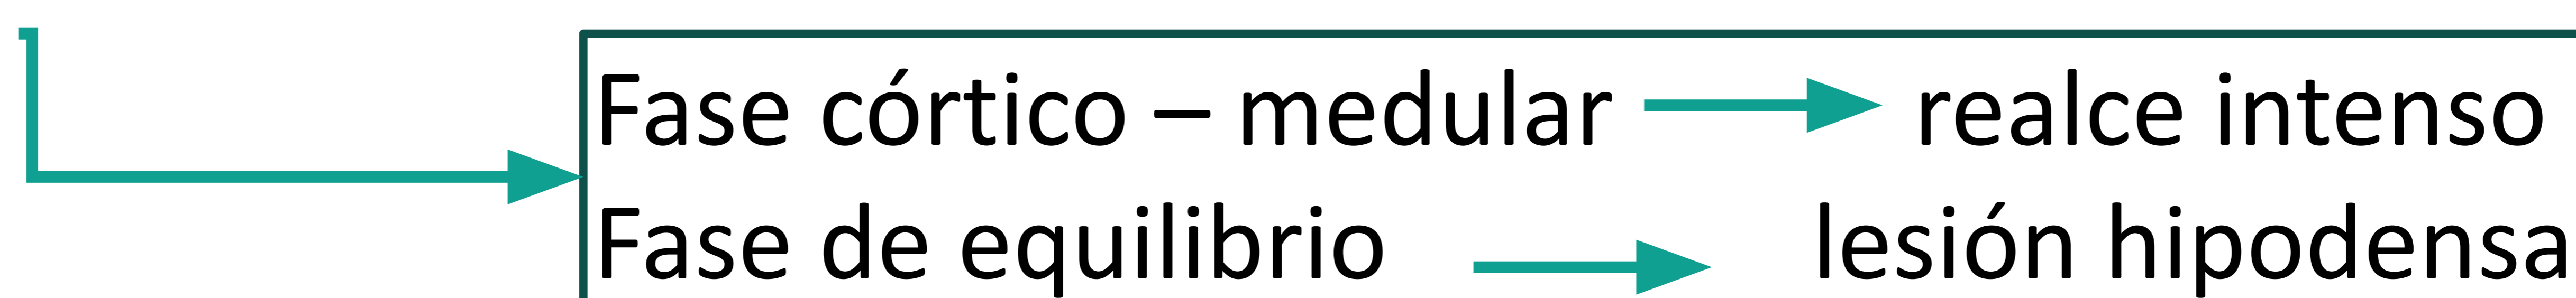 Fase córtico – medular realce intenso
Fase de equilibrio lesión hipodensa